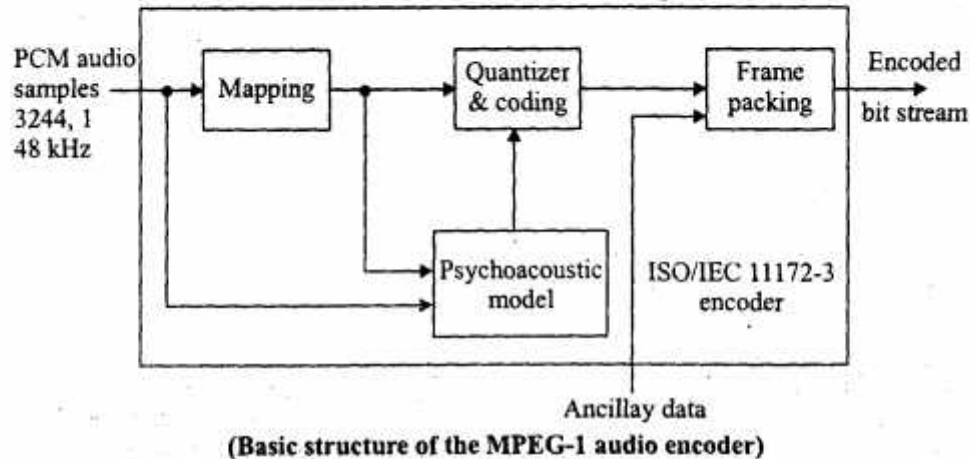 PCM audio
samples
3244, 1
48 kHz
Mapping
Quantizer
& coding
Frame
packing
Encoded
bit stream
Psychoacoustic
model
ISO/IEC 11172-3
encoder
Ancillay data
(Basic structure of the MPEG-1 audio encoder)